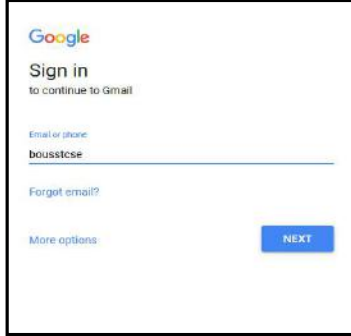 Google
Sign in
to continue to Gmail
Email or phone
bousstcse
Forgot email?
More options
NEXT